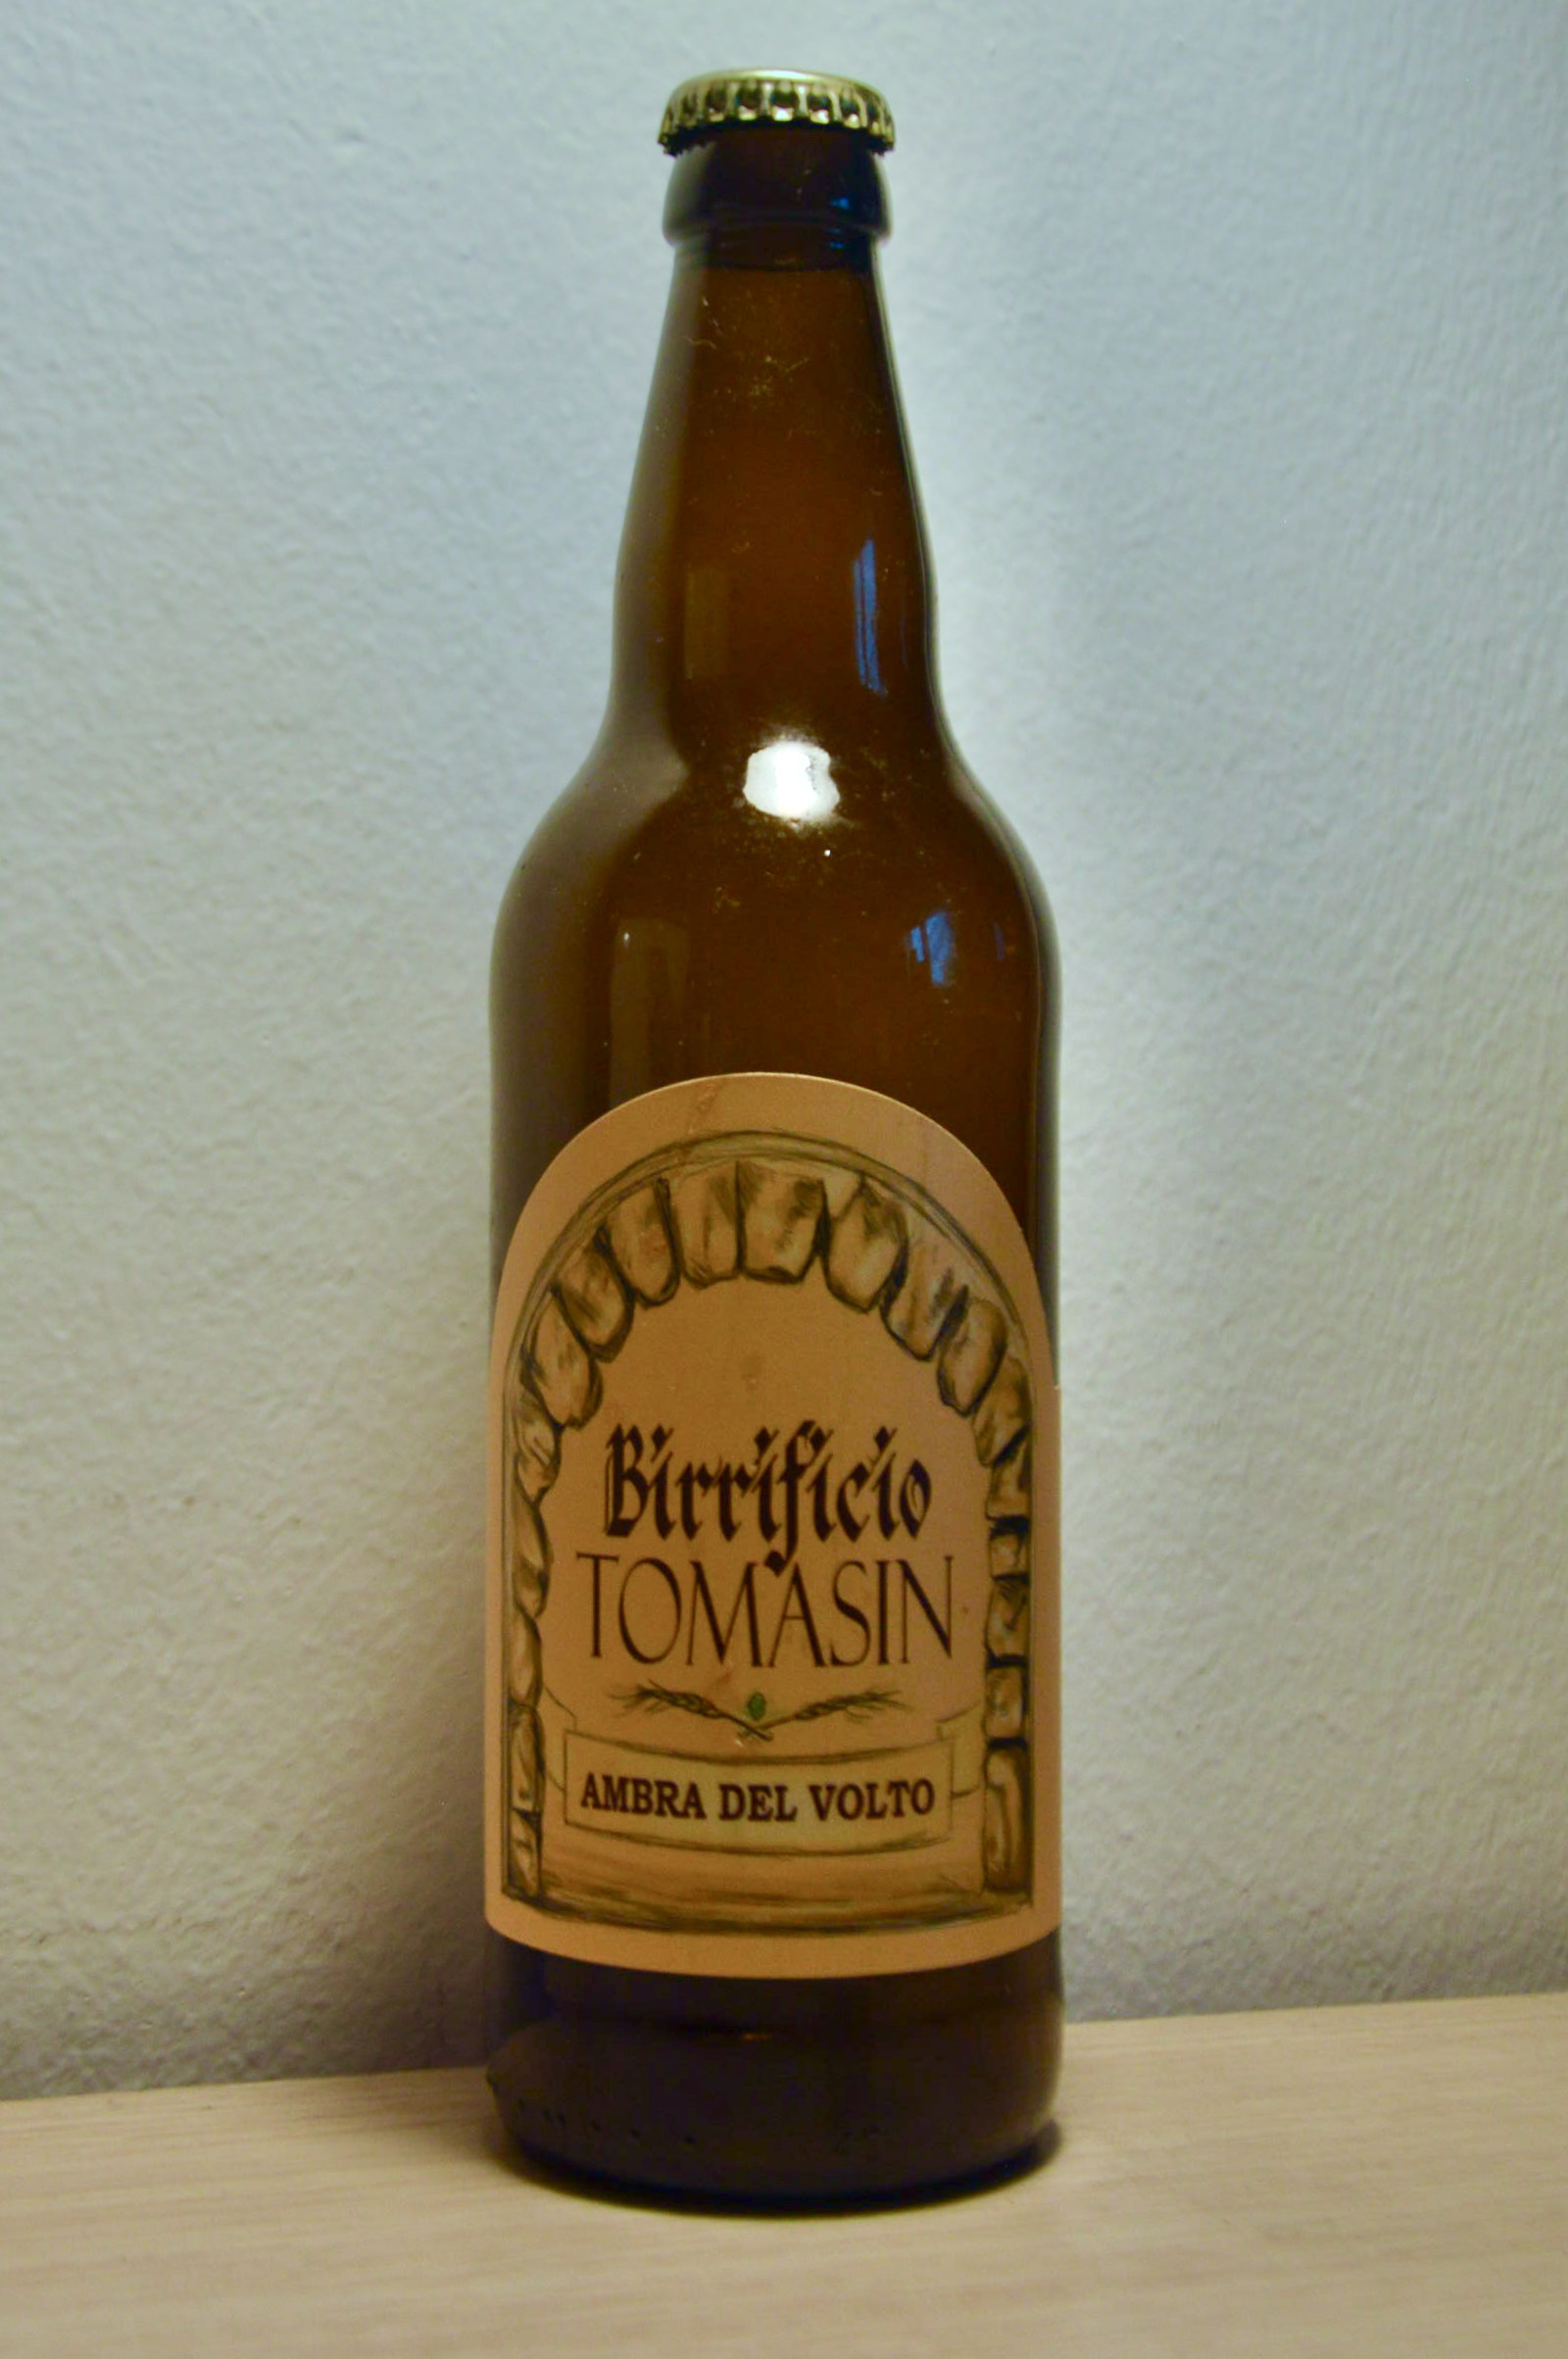 Birrificio
TOMASIN
AMBRA DEL VOLTO